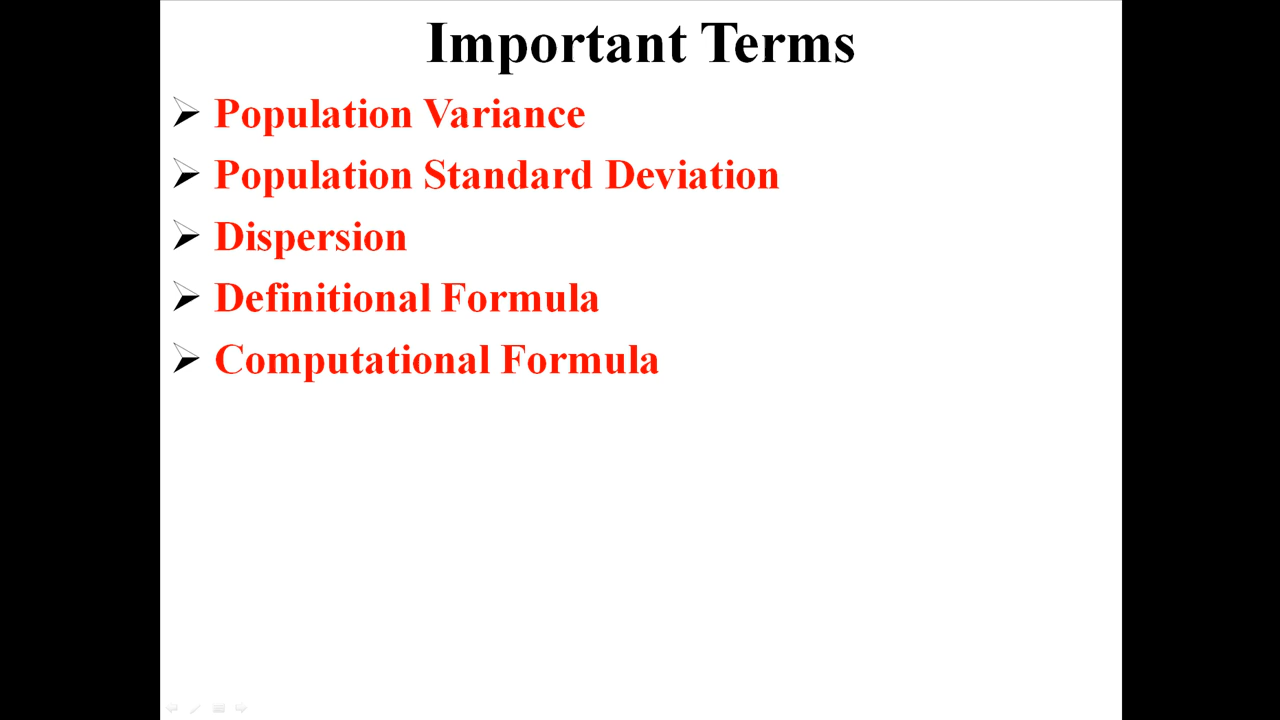 Important Terms
Population Variance
Population Standard Deviation
Dispersion
Definitional Formula
Computational Formula